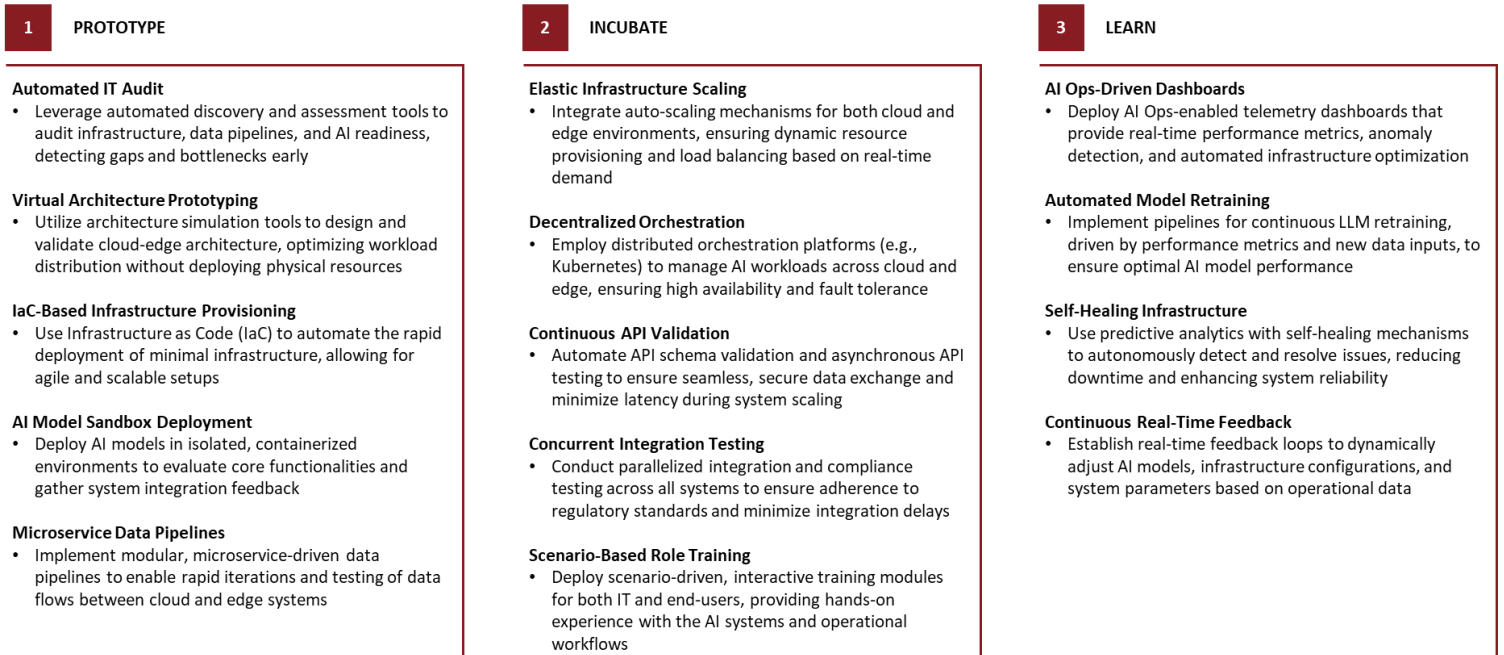 1 PROTOTYPE
Automated IT Audit
• Leverage automated discovery and assessment tools to
audit infrastructure, data pipelines, and AI readiness,
detecting gaps and bottlenecks early
Virtual Architecture Prototyping
• Utilize architecture simulation tools to design and
validate cloud-edge architecture, optimizing workload
distribution without deploying physical resources
IaC-Based Infrastructure Provisioning
• Use Infrastructure as Code (IaC) to automate the rapid
deployment of minimal infrastructure, allowing for
agile and scalable setups
AI Model Sandbox Deployment
• Deploy AI models in isolated, containerized
environments to evaluate core functionalities and
gather system integration feedback
Microservice Data Pipelines
• Implement modular, microservice-driven data
pipelines to enable rapid iterations and testing of data
flows between cloud and edge systems
2 INCUBATE
Elastic Infrastructure Scaling
• Integrate auto-scaling mechanisms for both cloud and
edge environments, ensuring dynamic resource
provisioning and load balancing based on real-time
demand
Decentralized Orchestration
• Employ distributed orchestration platforms (e.g.,
Kubernetes) to manage AI workloads across cloud and
edge, ensuring high availability and fault tolerance
Continuous API Validation
• Automate API schema validation and asynchronous API
testing to ensure seamless, secure data exchange and
minimize latency during system scaling
Concurrent Integration Testing
• Conduct parallelized integration and compliance
testing across all systems to ensure adherence to
regulatory standards and minimize integration delays
Scenario-Based Role Training
• Deploy scenario-driven, interactive training modules
for both IT and end-users, providing hands-on
experience with the AI systems and operational
workflows
3 LEARN
AI Ops-Driven Dashboards
• Deploy AI Ops-enabled telemetry dashboards that
provide real-time performance metrics, anomaly
detection, and automated infrastructure optimization
Automated Model Retraining
• Implement pipelines for continuous LLM retraining,
driven by performance metrics and new data inputs, to
ensure optimal AI model performance
Self-Healing Infrastructure
• Use predictive analytics with self-healing mechanisms
to autonomously detect and resolve issues, reducing
downtime and enhancing system reliability
Continuous Real-Time Feedback
• Establish real-time feedback loops to dynamically
adjust AI models, infrastructure configurations, and
system parameters based on operational data